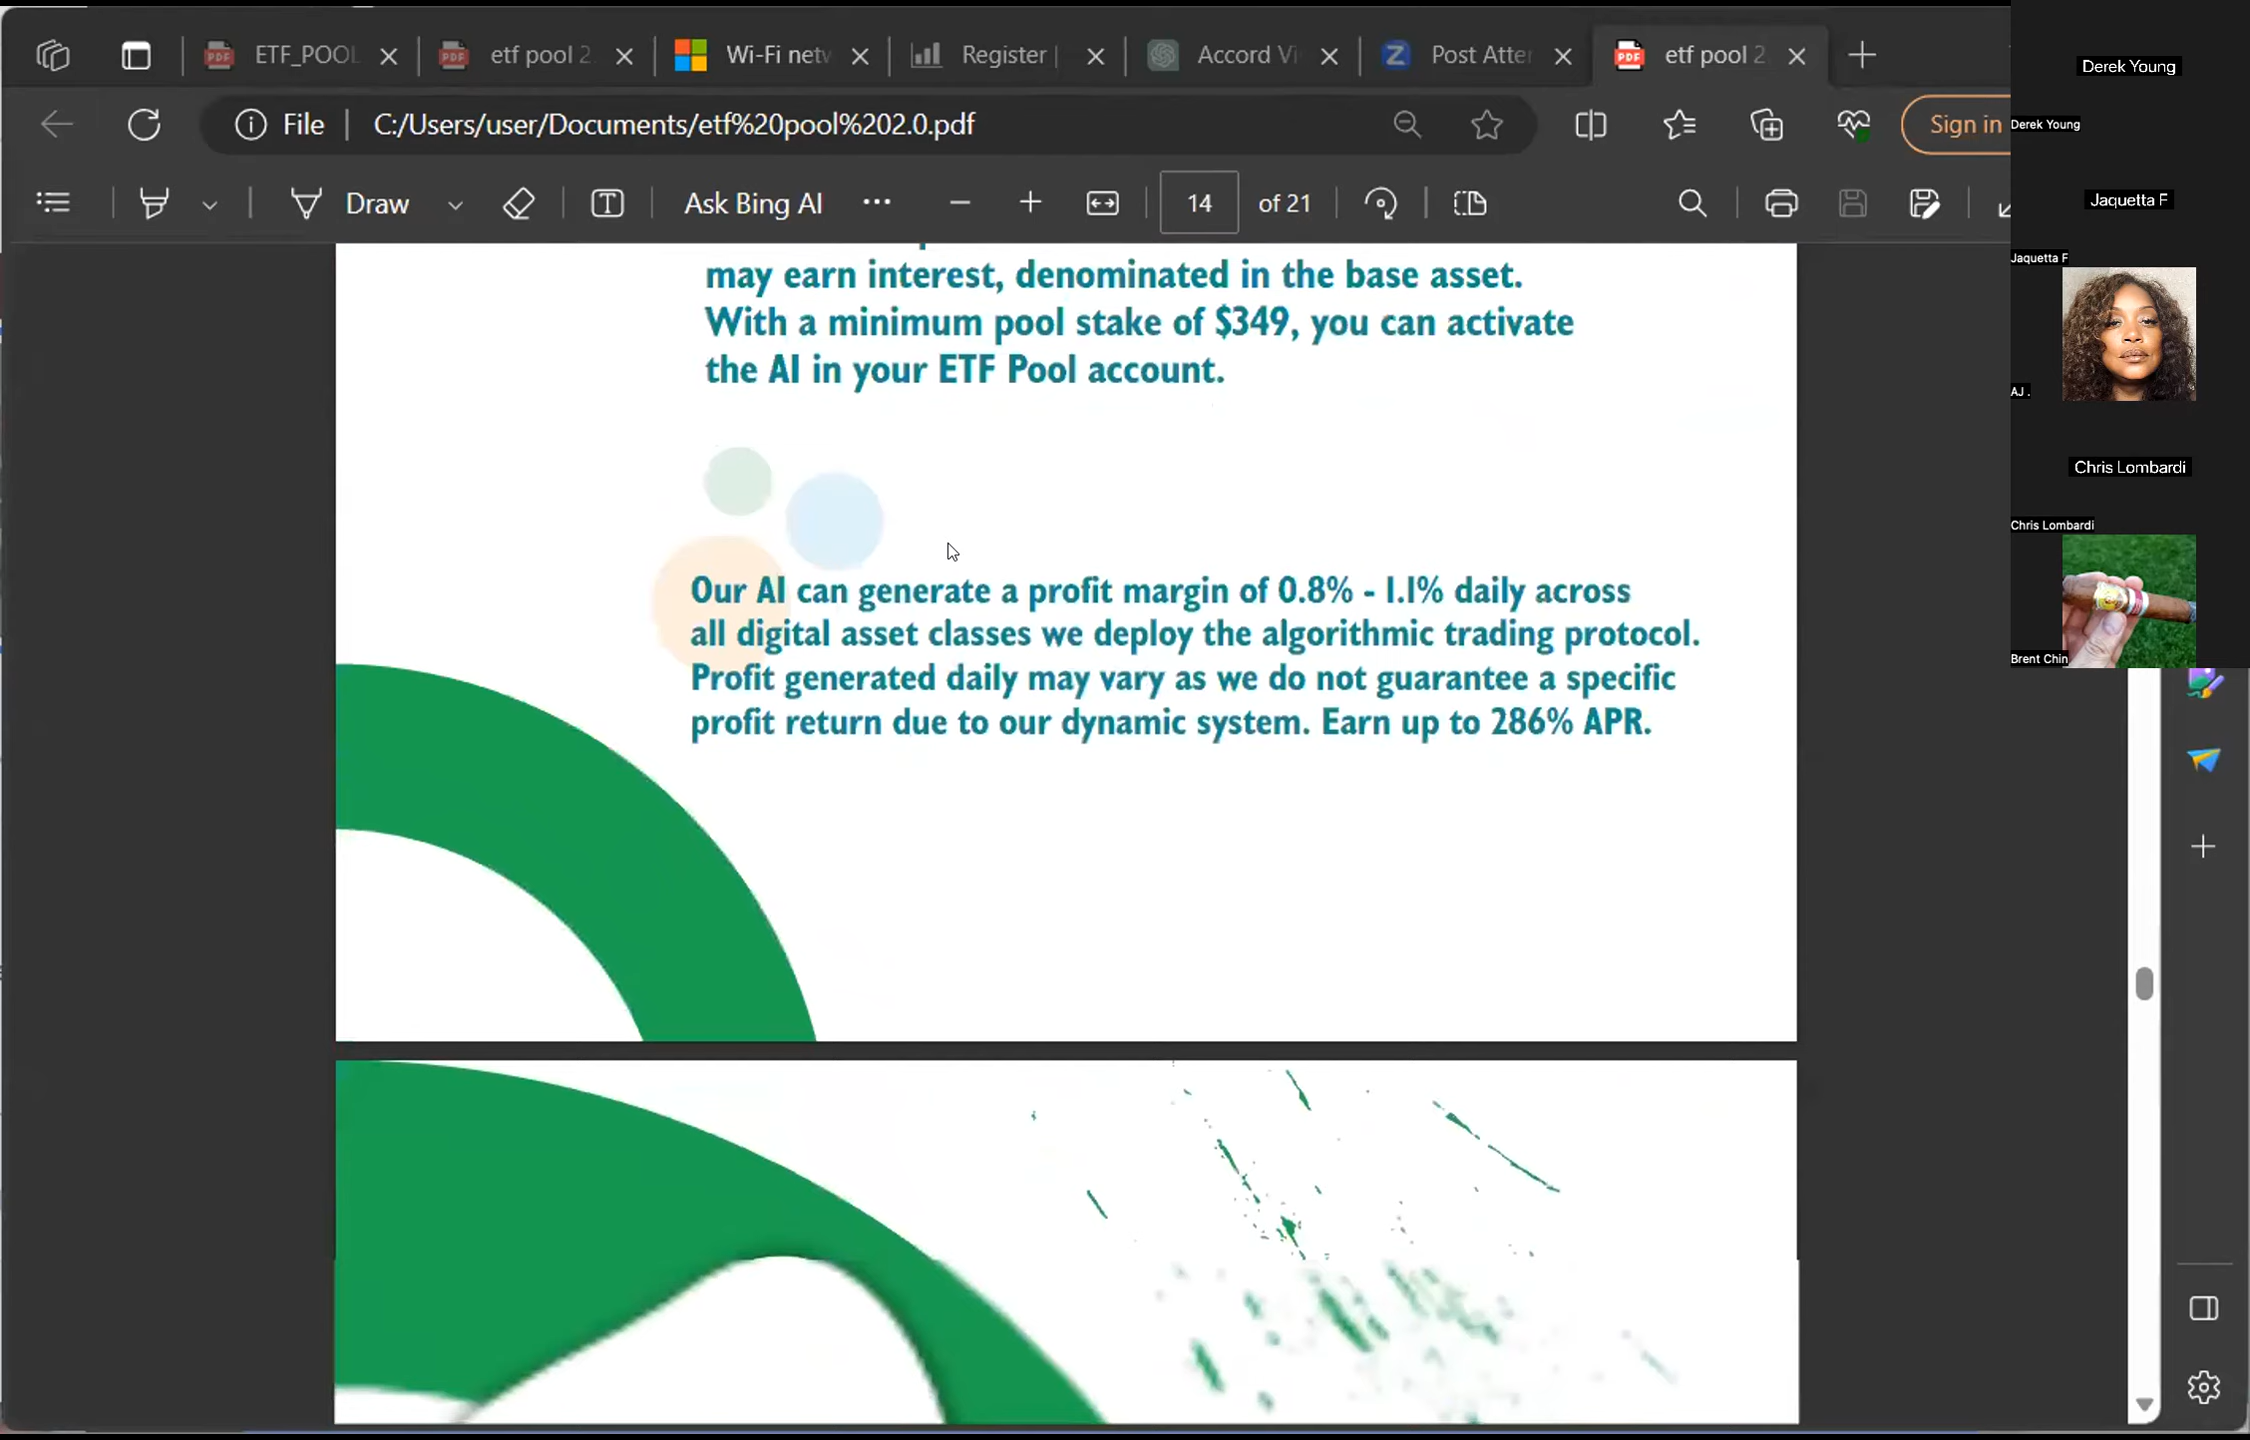 ETF_POOL
etf pool 2.
Wi-Fi netw
Register |
Accord Vi
Post Atter
etf pool 2
File
C:/Users/user/Documents/etf%20pool%202.0.pdf
Sign in
Draw
Ask Bing AI
14
of 21
may earn interest, denominated in the base asset.
With a minimum pool stake of $349, you can activate
the AI in your ETF Pool account.
Our AI can generate a profit margin of 0.8% - 1.1% daily across
all digital asset classes we deploy the algorithmic trading protocol.
Profit generated daily may vary as we do not guarantee a specific
profit return due to our dynamic system. Earn up to 286% APR.
Derek Young
Derek Young
Jaquetta F
Jaquetta F
AJ .
Chris Lombardi
Chris Lombardi
Brent Chin